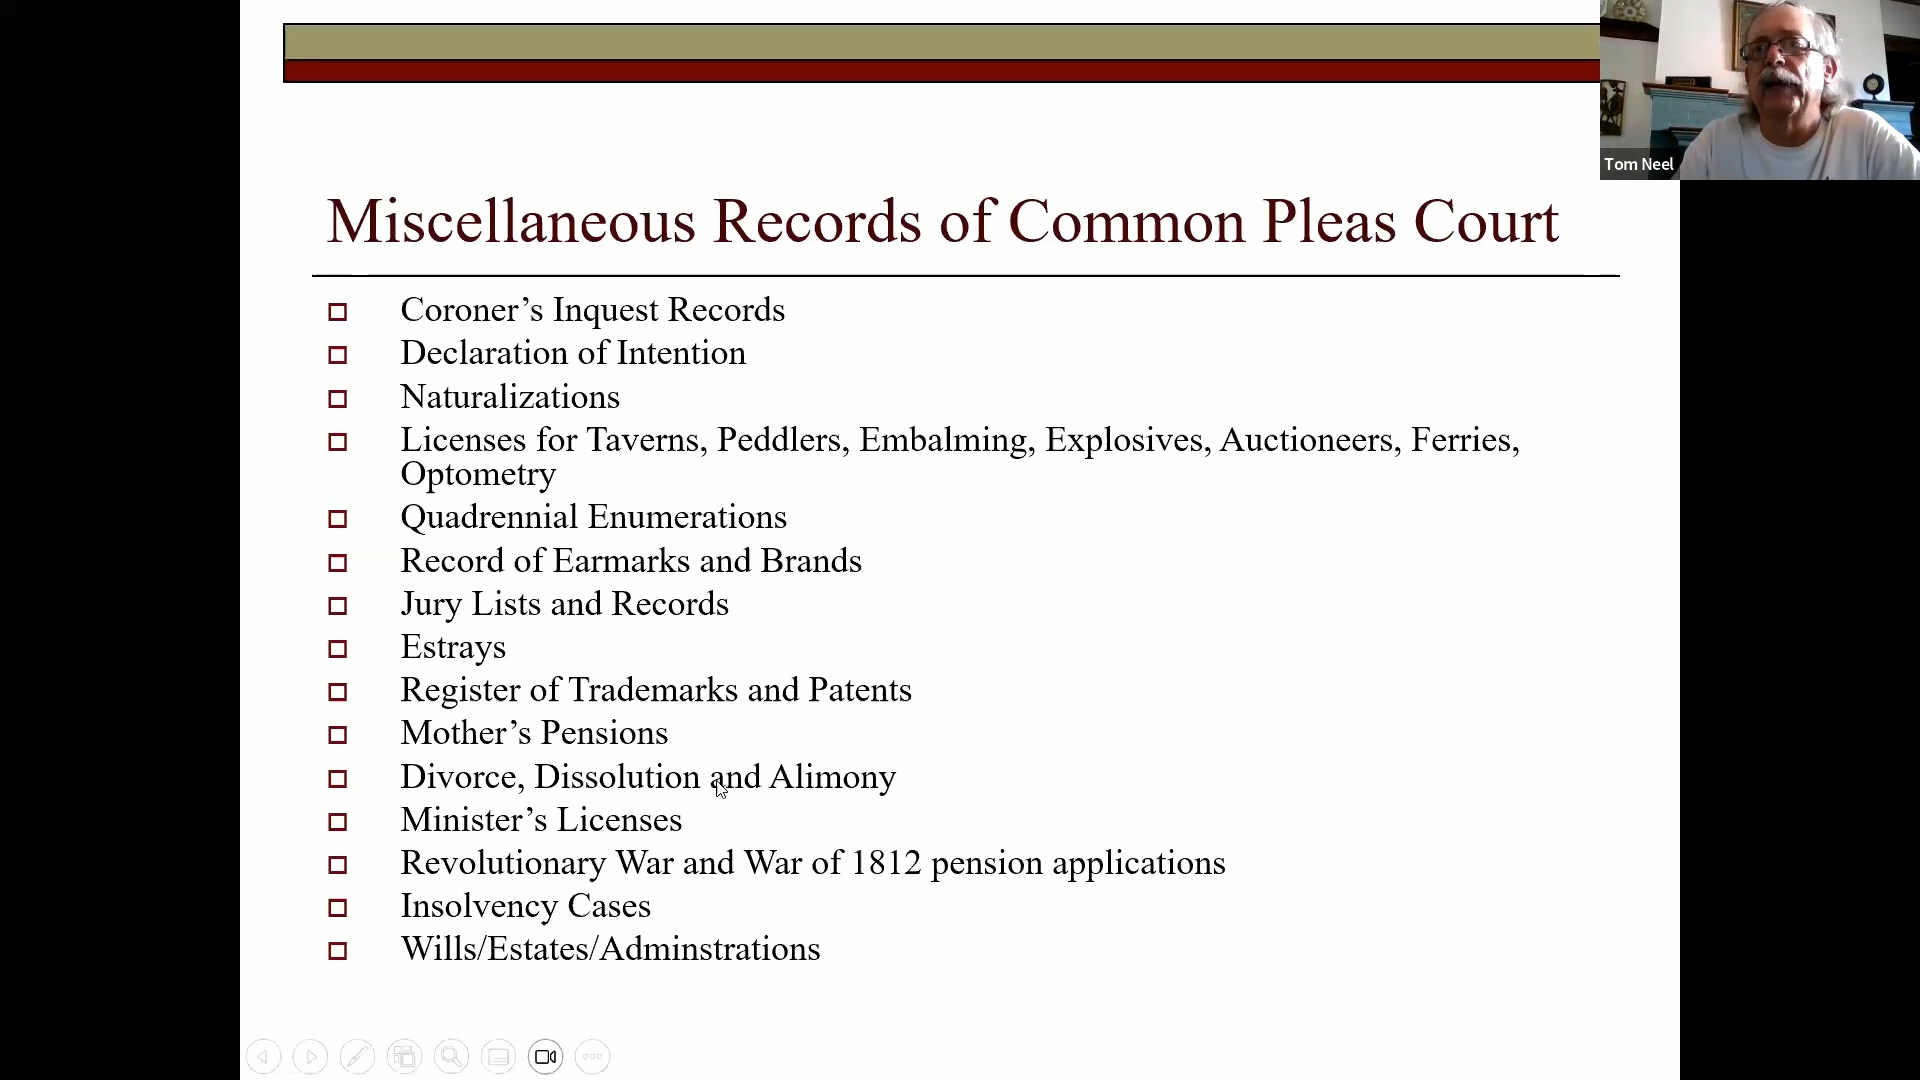 Tom Neel
Miscellaneous Records of Common Pleas Court
Coroner’s Inquest Records
Declaration of Intention
Naturalizations
Licenses for Taverns, Peddlers, Embalming, Explosives, Auctioneers, Ferries,
Optometry
Quadrennial Enumerations
Record of Earmarks and Brands
Jury Lists and Records
Estrays
Register of Trademarks and Patents
Mother’s Pensions
Divorce, Dissolution and Alimony
Minister’s Licenses
Revolutionary War and War of 1812 pension applications
Insolvency Cases
Wills/Estates/Adminstrations